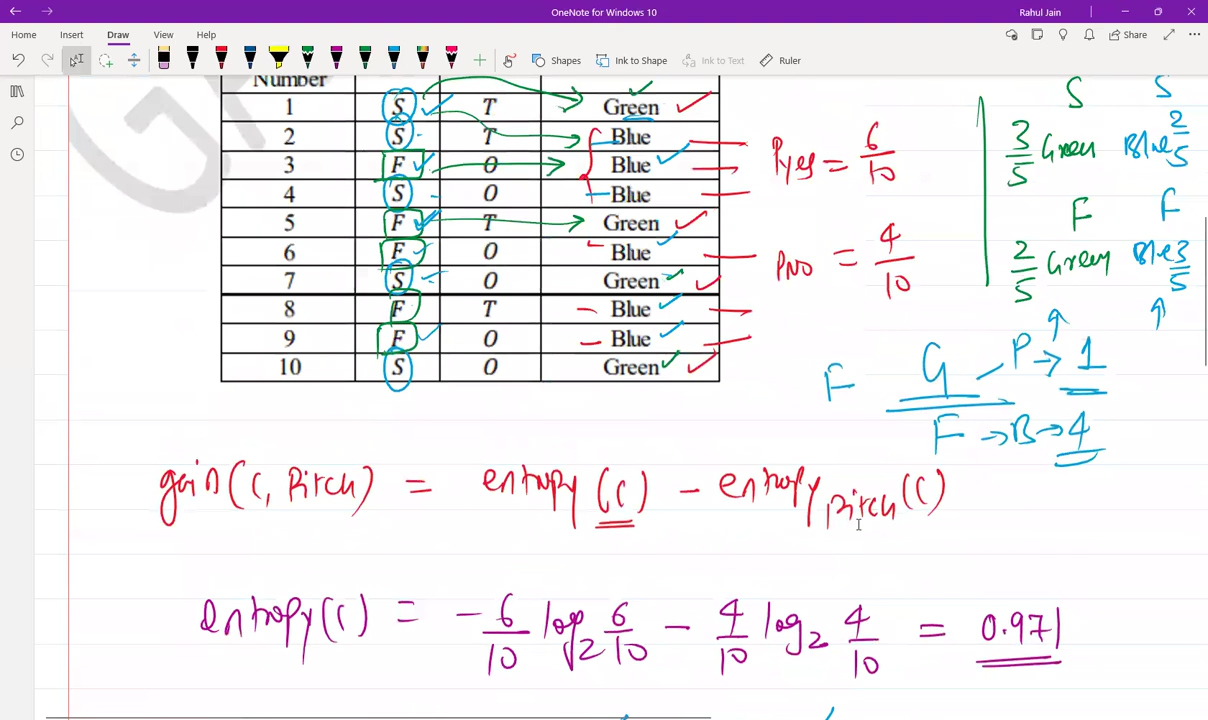 OneNote for Windows 10
Rahul Jain
Home Insert Draw View Help
Share
Shapes Ink to Shape Ink to Text Ruler
Number
1 S T Green
2 S T Blue
3 F O Blue
4 S O Blue
5 F T Green
6 F O Blue
7 S O Green
8 F T Blue
9 F O Blue
10 S O Green
Pyes = 6/10
PNO = 4/10
S S
3/5 Green Blue 2/5
F F
2/5 Green Blue 3/5
F G P → 1
F → B → 4
gain(C, Pitch) = entropy (C) - entropy Pitch (C)
entropy(C) = - 6/10 log2 6/10 - 4/10 log2 4/10 = 0.971